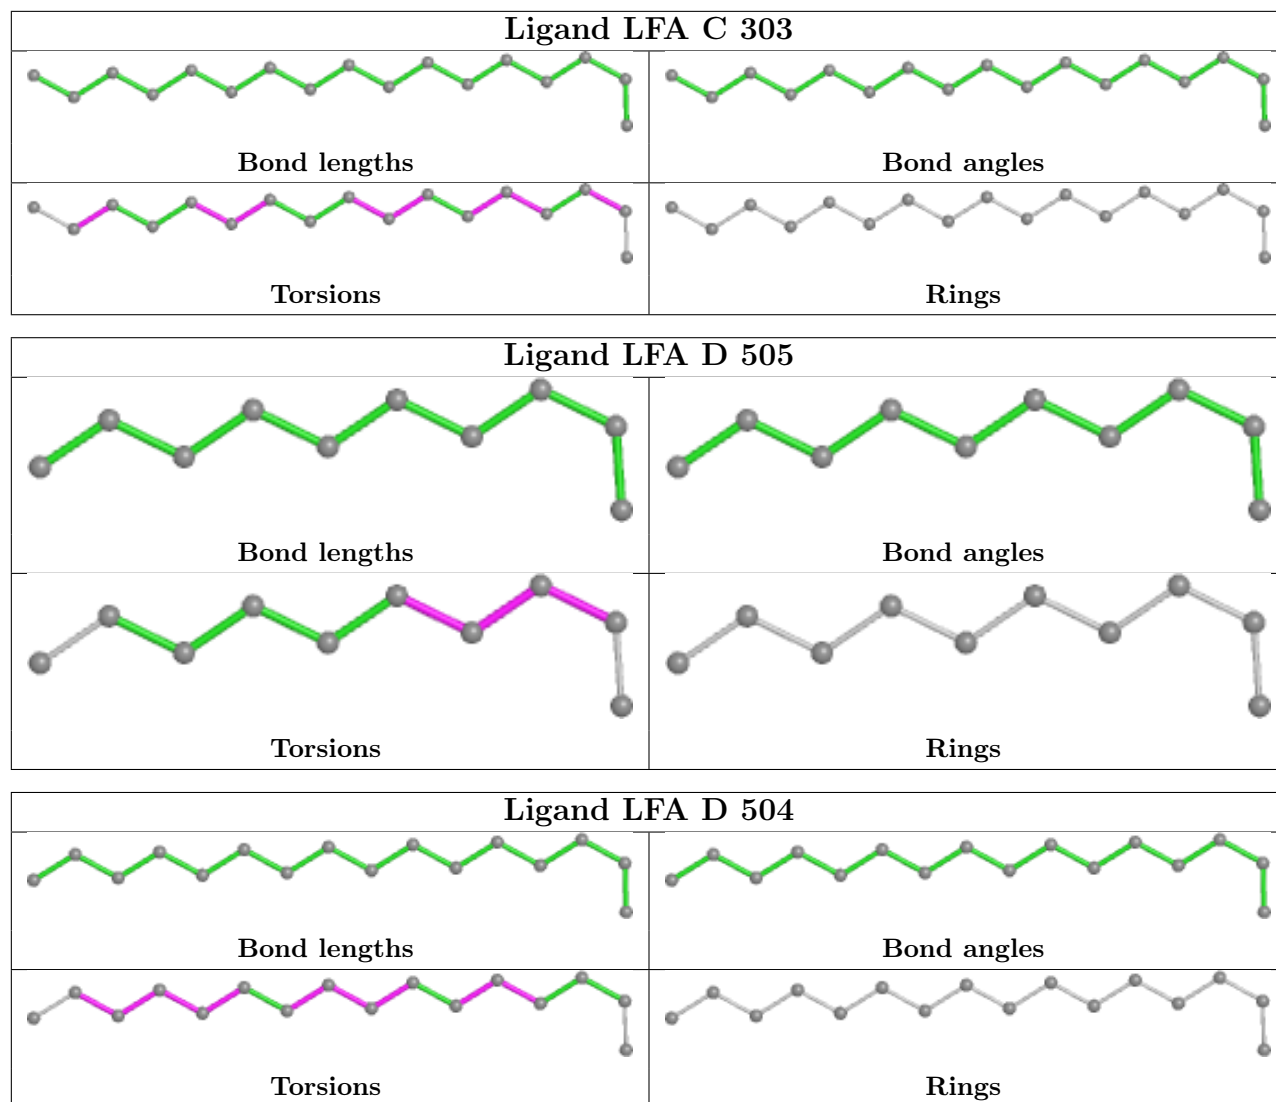 Ligand LFA C 303
Bond lengths
Bond angles
Torsions
Rings
Ligand LFA D 505
Bond lengths
Bond angles
Torsions
Rings
Ligand LFA D 504
Bond lengths
Bond angles
Torsions
Rings